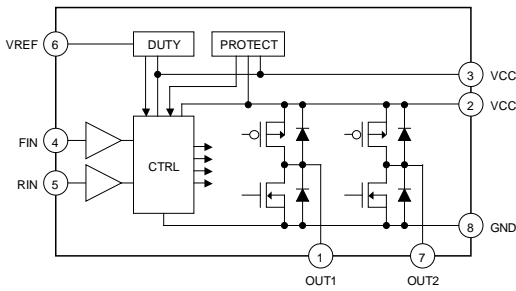 DUTY PROTECT
VREF 6
3 VCC
2 VCC
FIN 4
CTRL
RIN 5
8 GND
1 7
OUT1 OUT2